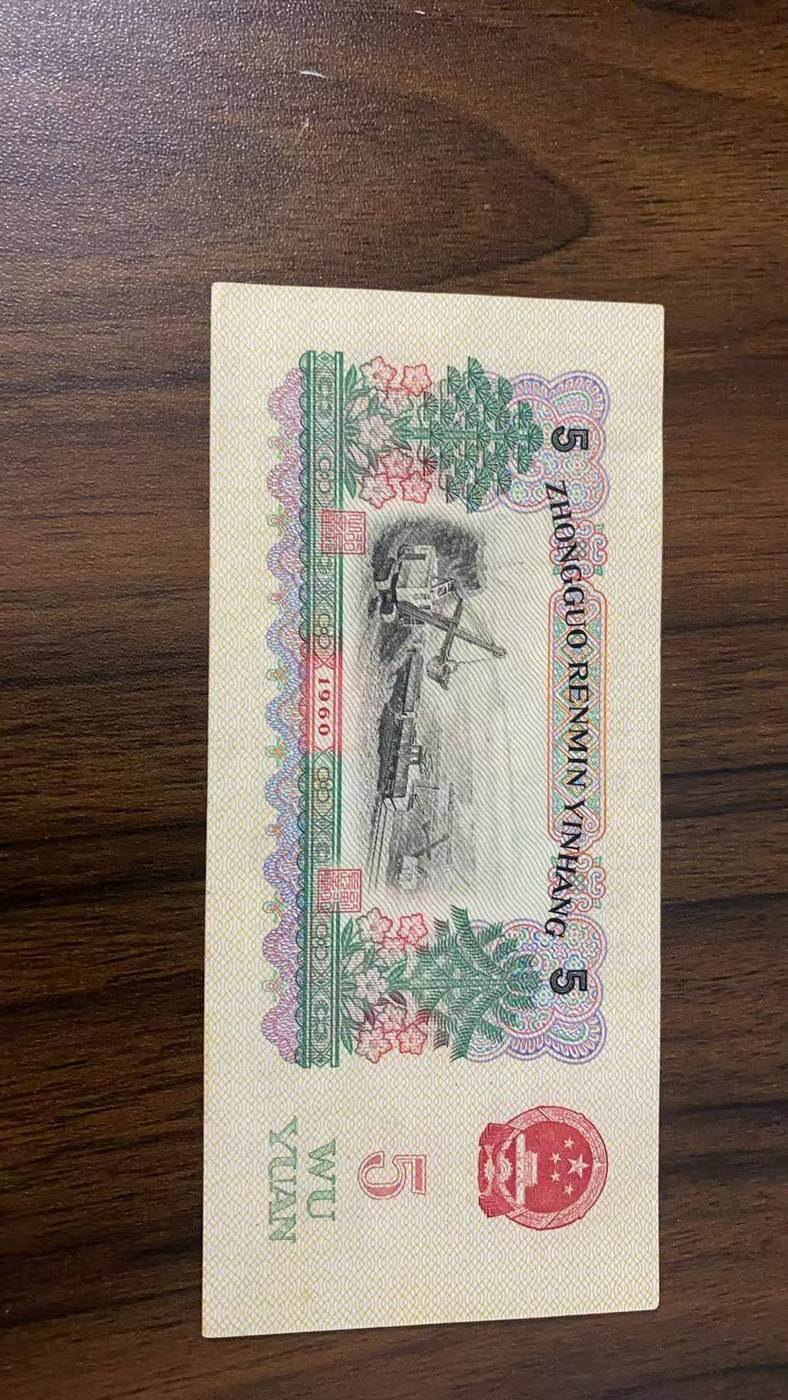 5 ZHONGGUO RENMIN YINHANG 5
1960
5
WU
YUAN